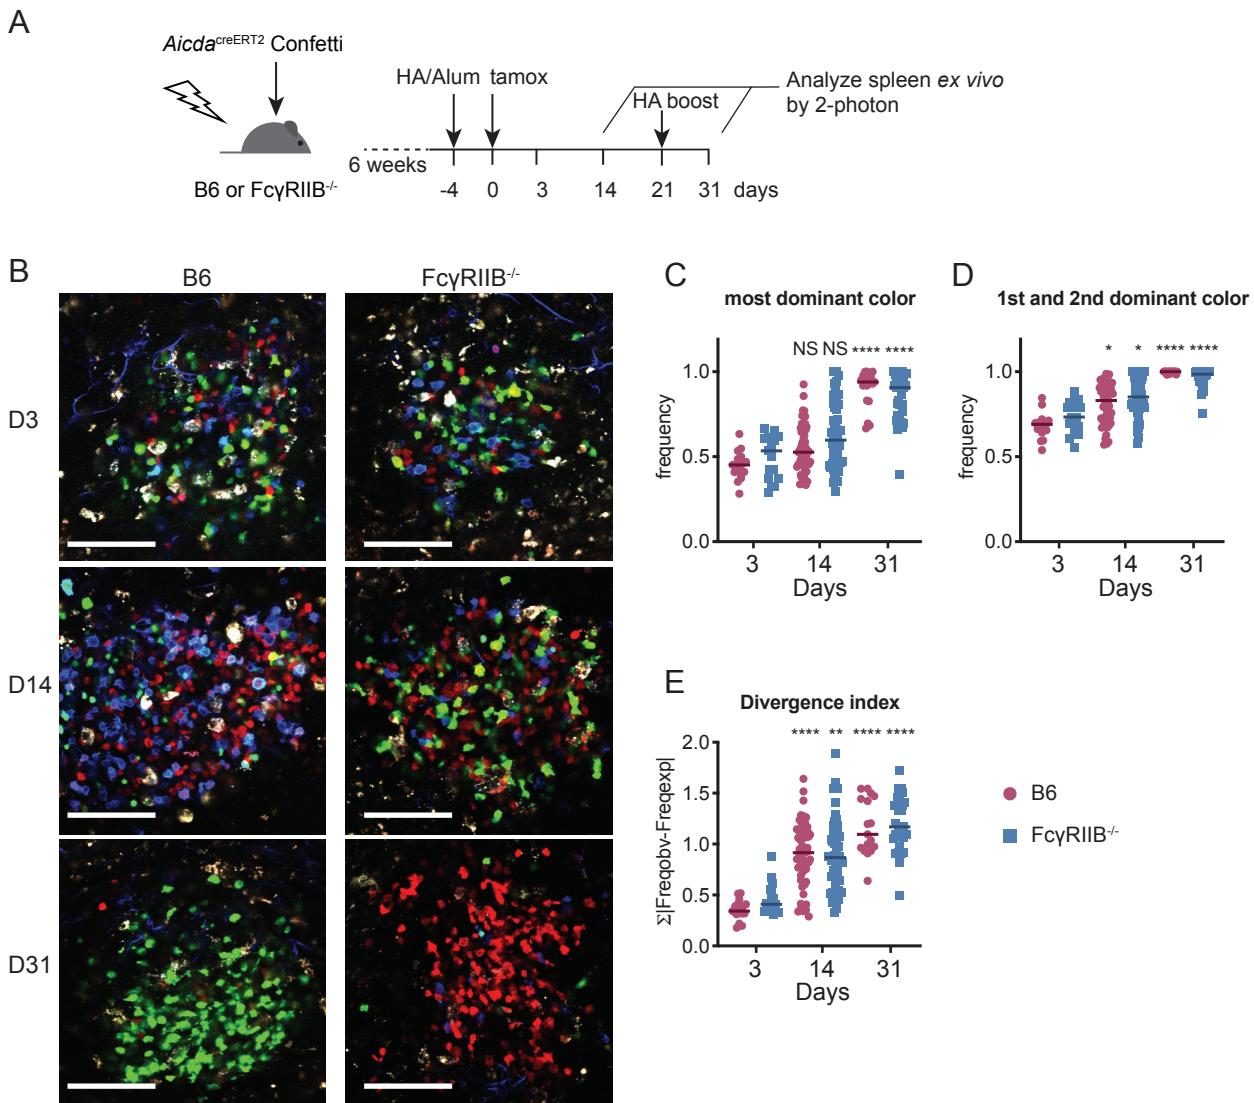 A
Aicda^creERT2 Confetti
HA/Alum tamox
HA boost
Analyze spleen ex vivo
by 2-photon
6 weeks
B6 or FcγRIIB-/-
-4 0 3 14 21 31 days
B
B6 FcγRIIB-/-
D3
D14
D31
C
most dominant color
NS NS **** ****
frequency
1.0
0.5
0.0
3 14 31
Days
D
1st and 2nd dominant color
* * **** ****
frequency
1.0
0.5
0.0
3 14 31
Days
E
Divergence index
**** ** **** ****
Σ|Freqobv-Freqexp|
2.0
1.5
1.0
0.5
0.0
3 14 31
Days
B6
FcγRIIB-/-